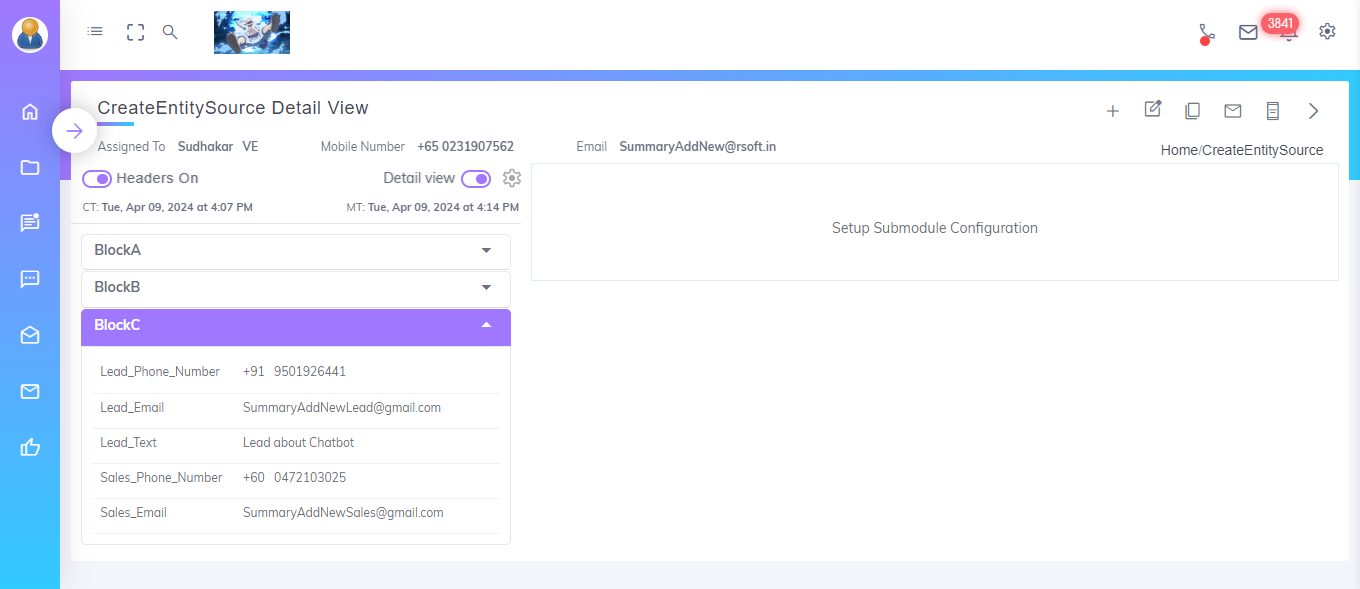 3841
CreateEntitySource Detail View
Assigned To Sudhakar VE Mobile Number +65 0231907562 Email SummaryAddNew@rsoft.in
Home/CreateEntitySource
Headers On Detail view
CT: Tue, Apr 09, 2024 at 4:07 PM MT: Tue, Apr 09, 2024 at 4:14 PM
Setup Submodule Configuration
BlockA
BlockB
BlockC
Lead_Phone_Number +91 9501926441
Lead_Email SummaryAddNewLead@gmail.com
Lead_Text Lead about Chatbot
Sales_Phone_Number +60 0472103025
Sales_Email SummaryAddNewSales@gmail.com